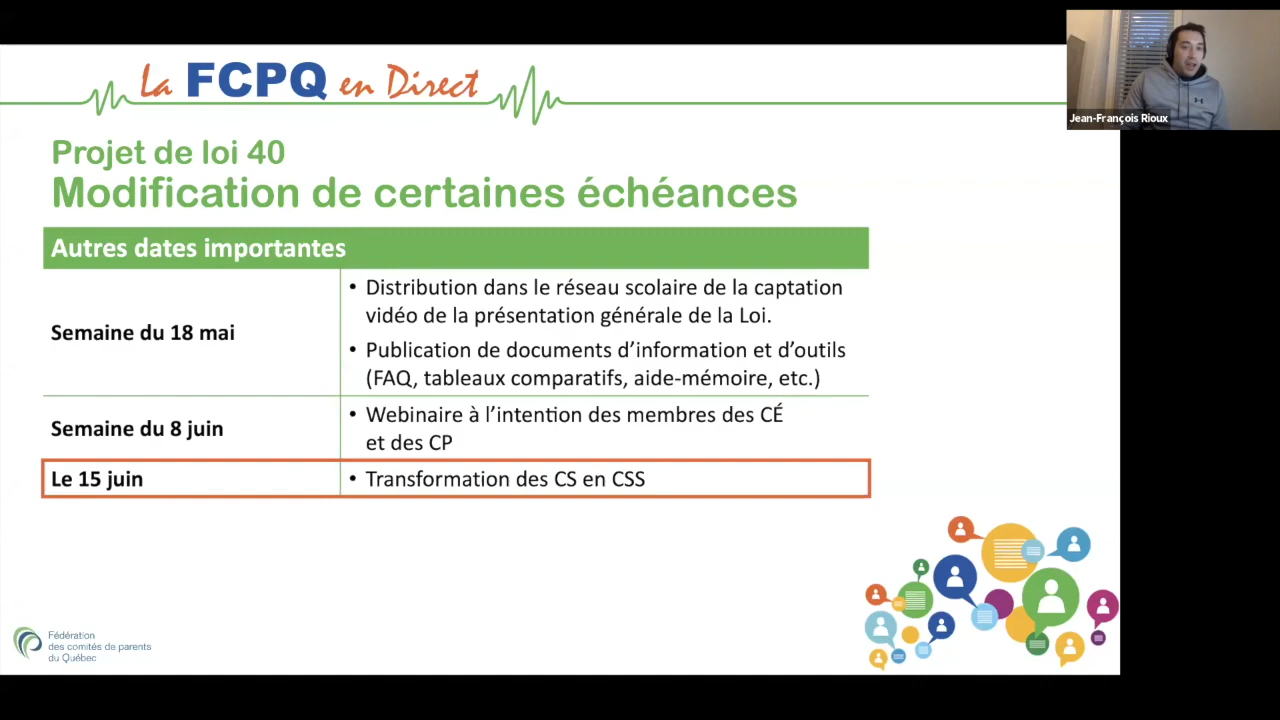 La FCPQ en Direct
Jean-François Rioux
Projet de loi 40
Modification de certaines échéances
Autres dates importantes
Semaine du 18 mai
• Distribution dans le réseau scolaire de la captation
vidéo de la présentation générale de la Loi.
• Publication de documents d’information et d’outils
(FAQ, tableaux comparatifs, aide-mémoire, etc.)
Semaine du 8 juin
• Webinaire à l’intention des membres des CÉ
et des CP
Le 15 juin
• Transformation des CS en CSS
Fédération
des comités de parents
du Québec